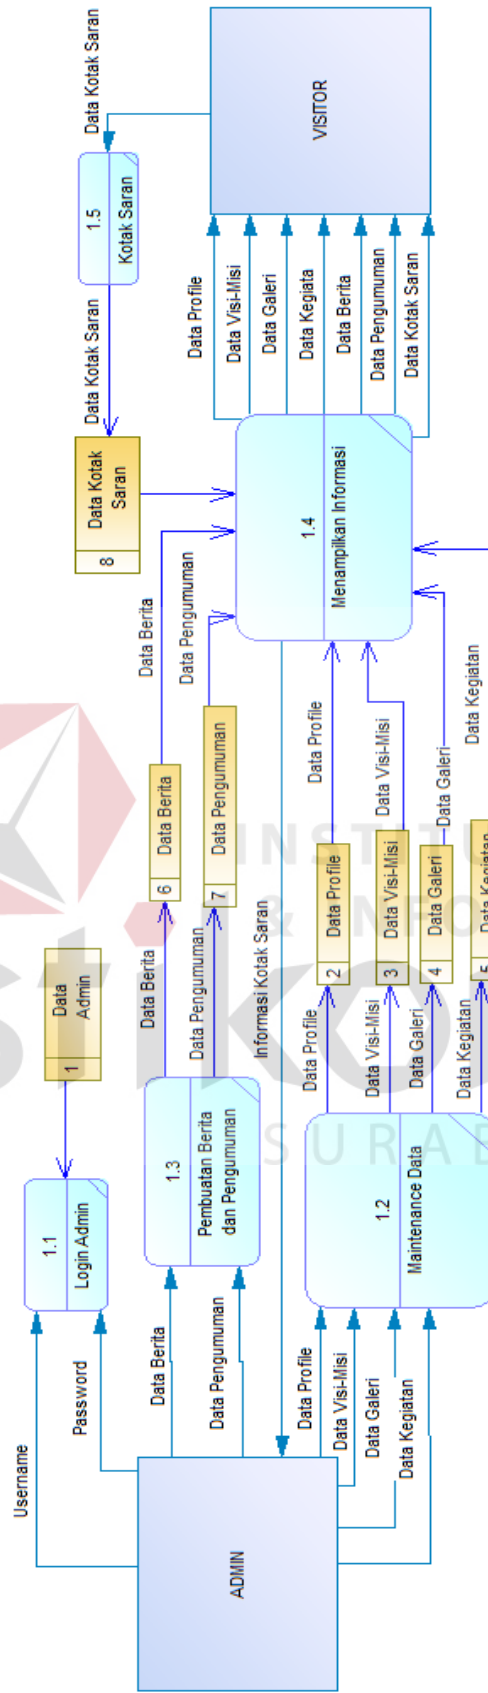 Username
Password
1.1
Login Admin
1
Data
Admin
ADMIN
Data Berita
Data Pengumuman
1.3
Pembuatan Berita
dan Pengumuman
Data Berita
Data Pengumuman
6
Data Berita
7
Data Pengumuman
Data Berita
Data Pengumuman
8
Data Kotak
Saran
Data Kotak Saran
1.5
Kotak Saran
Data Kotak Saran
Informasi Kotak Saran
Data Profile
Data Visi-Misi
Data Galeri
Data Kegiatan
1.2
Maintenance Data
Data Profile
Data Visi-Misi
Data Galeri
Data Kegiatan
2
Data Profile
3
Data Visi-Misi
4
Data Galeri
5
Data Kegiatan
Data Profile
Data Visi-Misi
Data Galeri
Data Kegiatan
1.4
Menampilkan Informasi
Data Profile
Data Visi-Misi
Data Galeri
Data Kegiata
Data Berita
Data Pengumuman
Data Kotak Saran
VISITOR